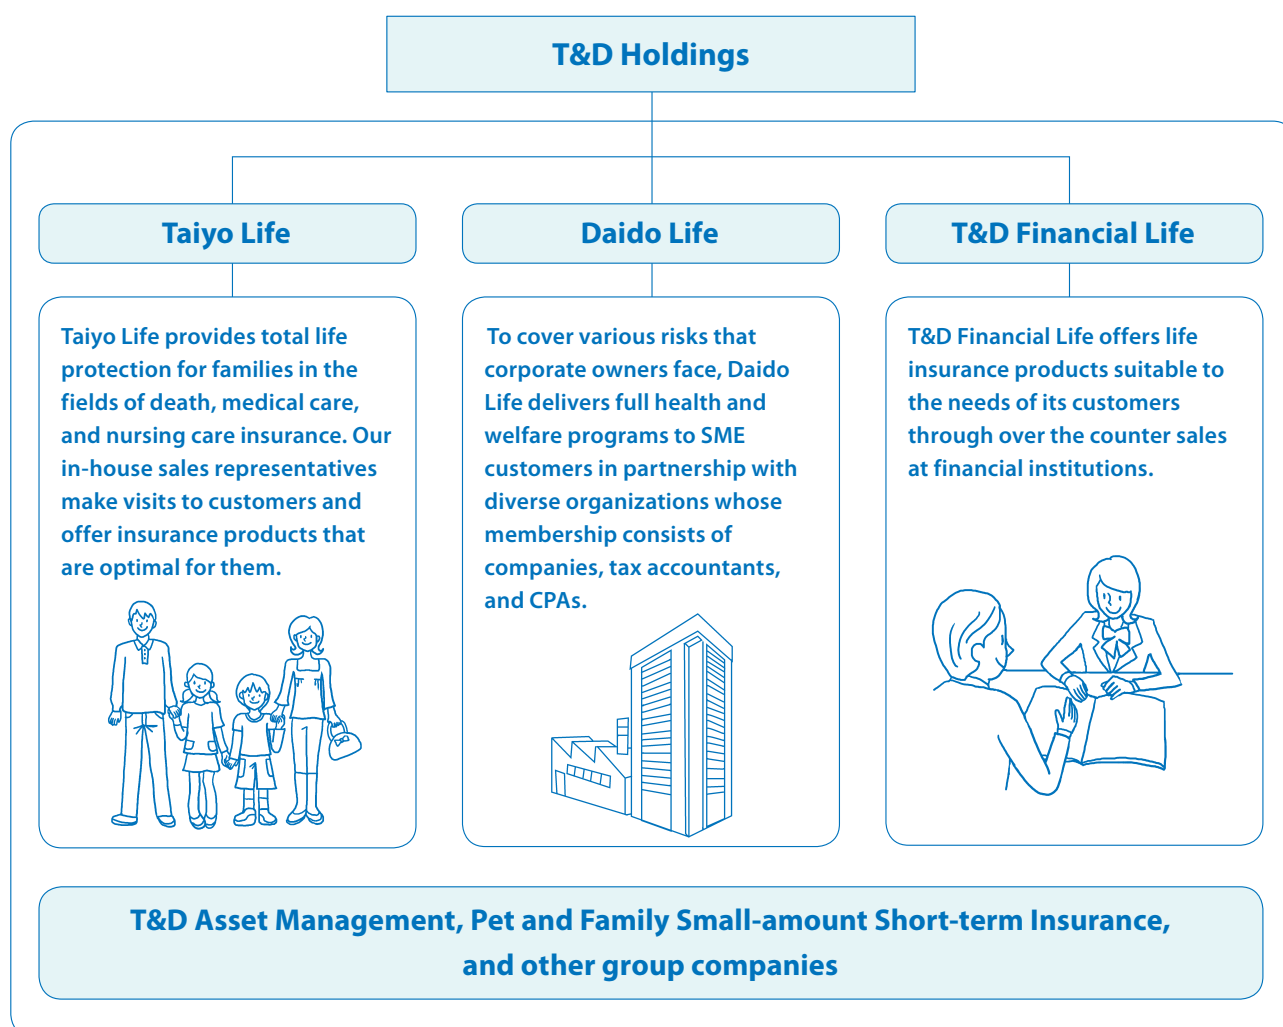 T&D Holdings
Taiyo Life
Taiyo Life provides total life
protection for families in the
fields of death, medical care,
and nursing care insurance. Our
in-house sales representatives
make visits to customers and
offer insurance products that
are optimal for them.
Daido Life
To cover various risks that
corporate owners face, Daido
Life delivers full health and
welfare programs to SME
customers in partnership with
diverse organizations whose
membership consists of
companies, tax accountants,
and CPAs.
T&D Financial Life
T&D Financial Life offers life
insurance products suitable to
the needs of its customers
through over the counter sales
at financial institutions.
T&D Asset Management, Pet and Family Small-amount Short-term Insurance,
and other group companies